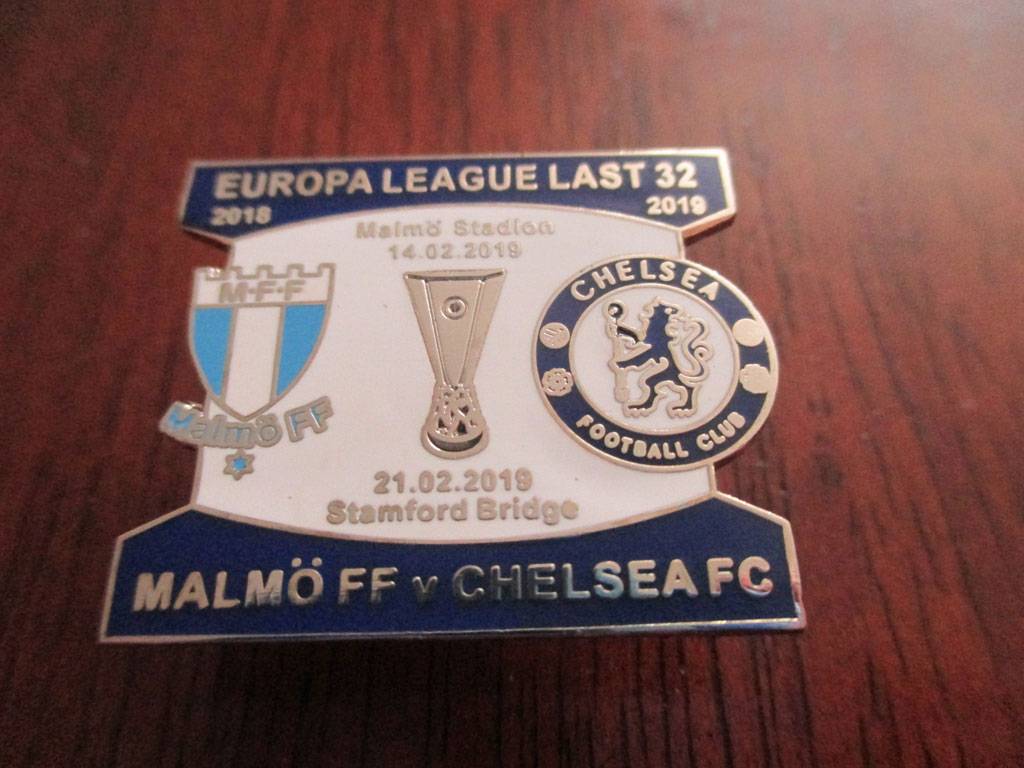 EUROPA LEAGUE LAST 32
2018 2019
Malmö Stadion
14.02.2019
M-F-F
Malmö FF
CHELSEA
FOOTBALL CLUB
21.02.2019
Stamford Bridge
MALMÖ FF v CHELSEA FC